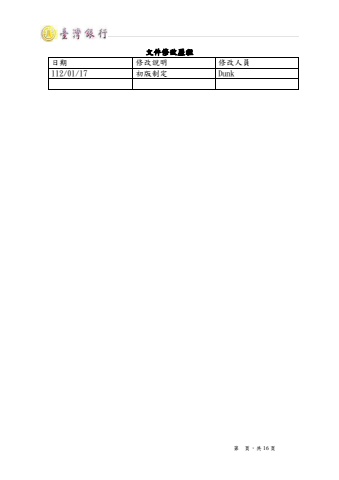 臺灣銀行
文件修改歷程
日期 修改說明 修改人員
112/01/17 初版制定 Dunk
第 頁，共 16 頁